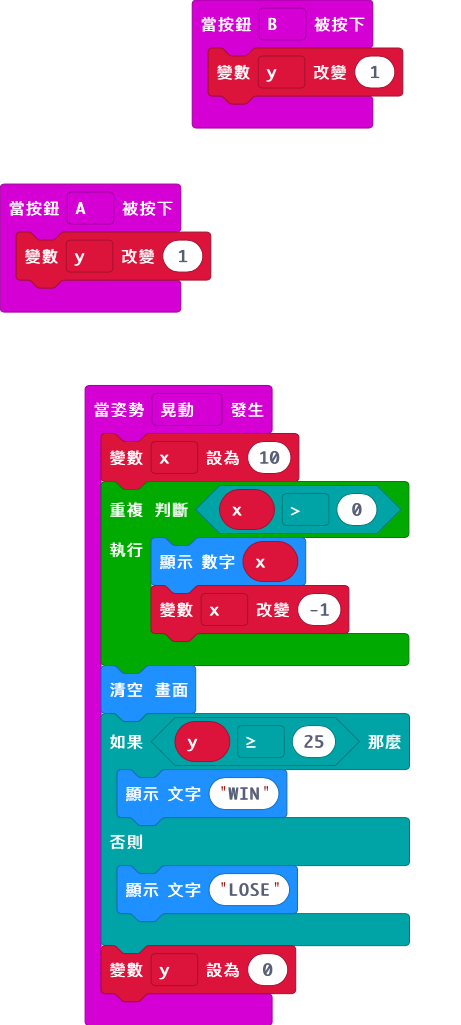 當按鈕 B 被按下
變數 y 改變 1
當按鈕 A 被按下
變數 y 改變 1
當姿勢 晃動 發生
變數 x 設為 10
重複 判斷 x > 0
執行
顯示 數字 x
變數 x 改變 -1
清空 畫面
如果 y ≥ 25 那麼
顯示 文字 "WIN"
否則
顯示 文字 "LOSE"
變數 y 設為 0